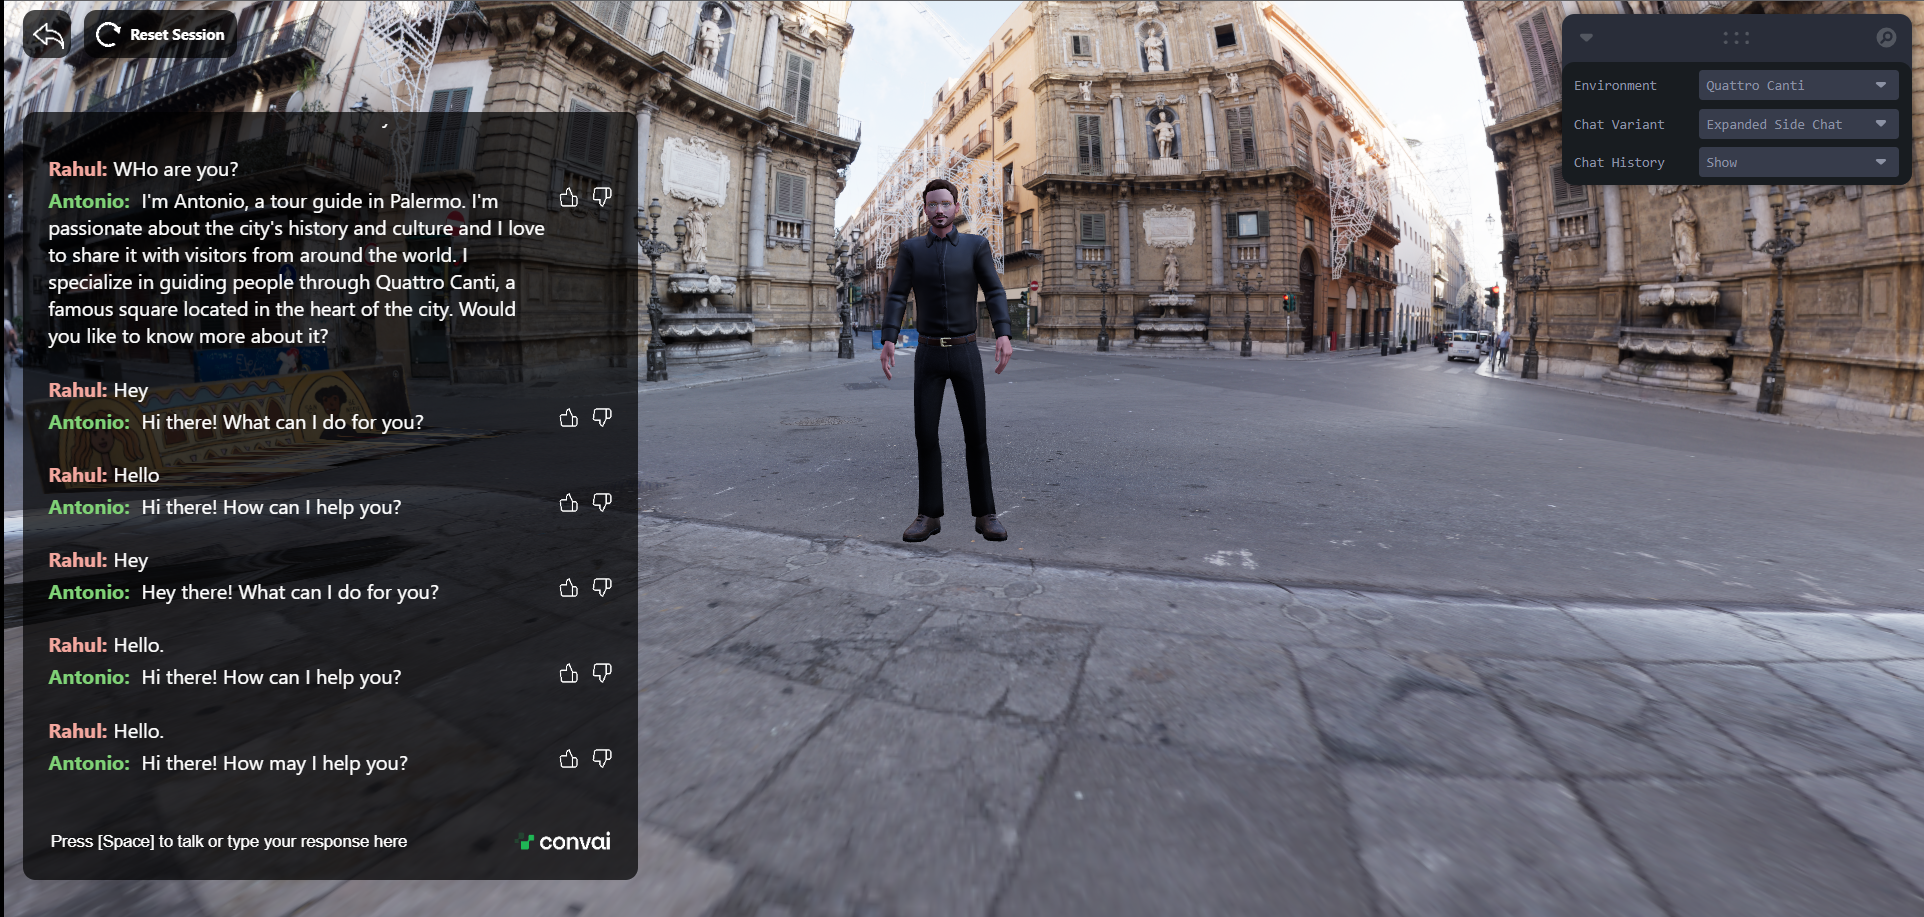 Reset Session
Environment
Quattro Canti
Chat Variant
Expanded Side Chat
Chat History
Show
Rahul: WHo are you?
Antonio: I'm Antonio, a tour guide in Palermo. I'm
passionate about the city's history and culture and I love
to share it with visitors from around the world. I
specialize in guiding people through Quattro Canti, a
famous square located in the heart of the city. Would
you like to know more about it?
Rahul: Hey
Antonio: Hi there! What can I do for you?
Rahul: Hello
Antonio: Hi there! How can I help you?
Rahul: Hey
Antonio: Hey there! What can I do for you?
Rahul: Hello.
Antonio: Hi there! How can I help you?
Rahul: Hello.
Antonio: Hi there! How may I help you?
Press [Space] to talk or type your response here
convai